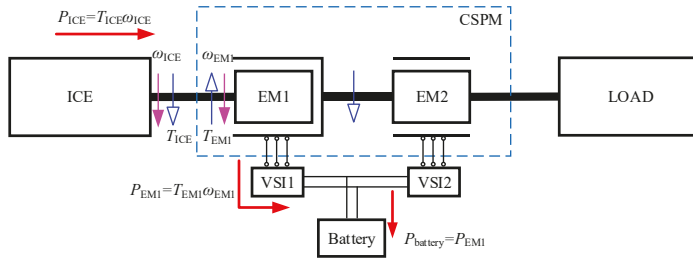 P_ICE=T_ICEω_ICE
CSPM
ω_ICE
ω_EM1
ICE
EM1
EM2
LOAD
T_ICE
T_EM1
P_EM1=T_EM1ω_EM1
VSI1
VSI2
Battery
P_battery=P_EM1